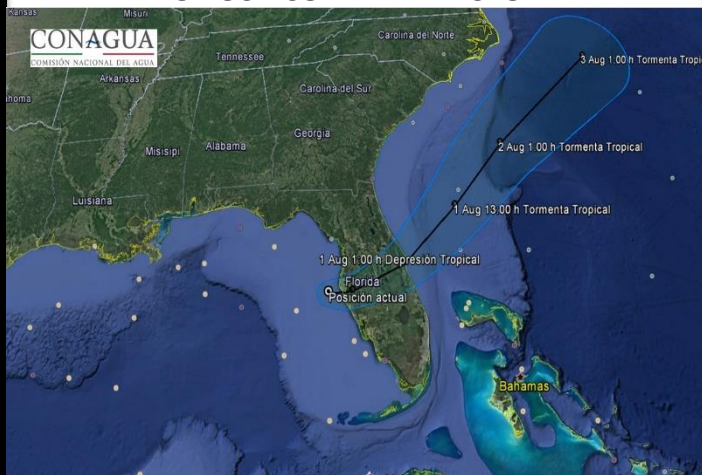 Kansas
Misuri
Carolina del Norte
CONAGUA
COMISIÓN NACIONAL DEL AGUA
Tennessee
3 Aug 1:00 h Tormenta Tropi
Arkansas
ahoma
Carolina del Sur
Georgia
Misisipi
Alabama
2 Aug 1:00 h Tormenta Tropical
Luisiana
1 Aug 13:00 h Tormenta Tropical
1 Aug 1:00 h Depresión Tropical
Florida
Posición actual
Bahamas